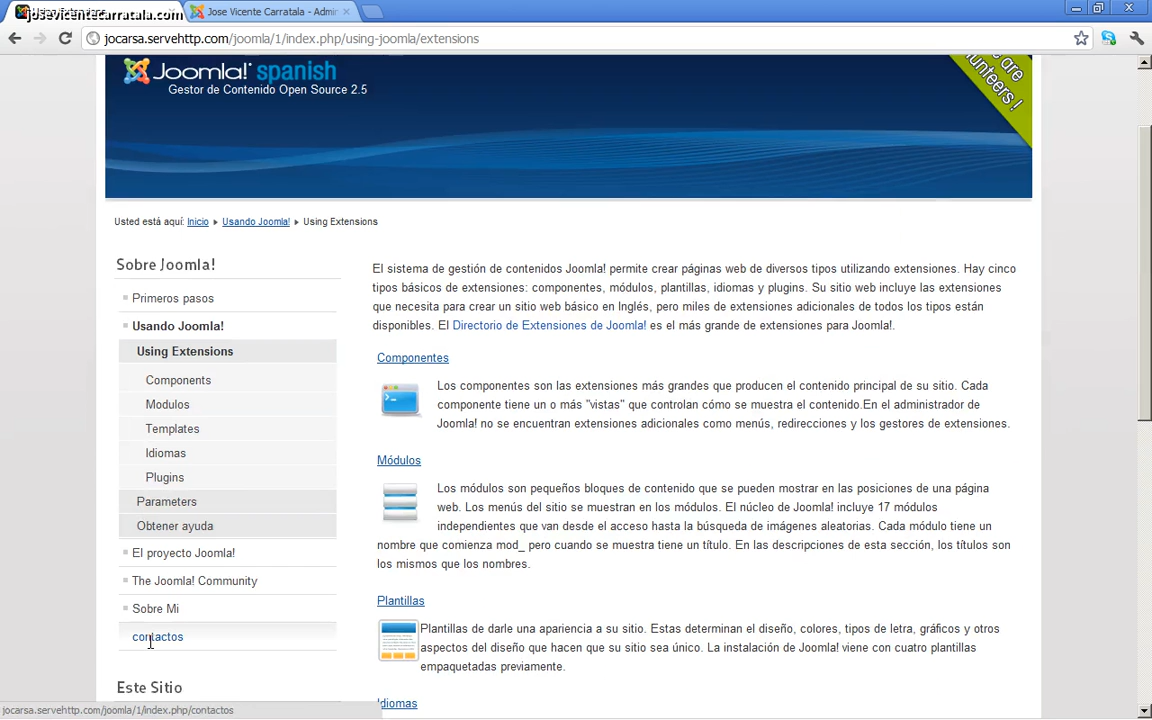 josevicentecarratala.com
Jose Vicente Carratala - Admin
jocarsa.servehttp.com/joomla/1/index.php/using-joomla/extensions
Joomla! spanish
Gestor de Contenido Open Source 2.5
are
unteers !
Usted está aquí: Inicio Usando Joomla! Using Extensions
Sobre Joomla!
Primeros pasos
Usando Joomla!
Using Extensions
Components
Modulos
Templates
Idiomas
Plugins
Parameters
Obtener ayuda
El proyecto Joomla!
The Joomla! Community
Sobre Mi
contactos
Este Sitio
El sistema de gestión de contenidos Joomla! permite crear páginas web de diversos tipos utilizando extensiones. Hay cinco
tipos básicos de extensiones: componentes, módulos, plantillas, idiomas y plugins. Su sitio web incluye las extensiones
que necesita para crear un sitio web básico en Inglés, pero miles de extensiones adicionales de todos los tipos están
disponibles. El Directorio de Extensiones de Joomla! es el más grande de extensiones para Joomla!.
Componentes
Los componentes son las extensiones más grandes que producen el contenido principal de su sitio. Cada
componente tiene un o más "vistas" que controlan cómo se muestra el contenido.En el administrador de
Joomla! no se encuentran extensiones adicionales como menús, redirecciones y los gestores de extensiones.
Módulos
Los módulos son pequeños bloques de contenido que se pueden mostrar en las posiciones de una página
web. Los menús del sitio se muestran en los módulos. El núcleo de Joomla! incluye 17 módulos
independientes que van desde el acceso hasta la búsqueda de imágenes aleatorias. Cada módulo tiene un
nombre que comienza mod_ pero cuando se muestra tiene un título. En las descripciones de esta sección, los títulos son
los mismos que los nombres.
Plantillas
Plantillas de darle una apariencia a su sitio. Estas determinan el diseño, colores, tipos de letra, gráficos y otros
aspectos del diseño que hacen que su sitio sea único. La instalación de Joomla! viene con cuatro plantillas
empaquetadas previamente.
Idiomas
jocarsa.servehttp.com/joomla/1/index.php/contactos